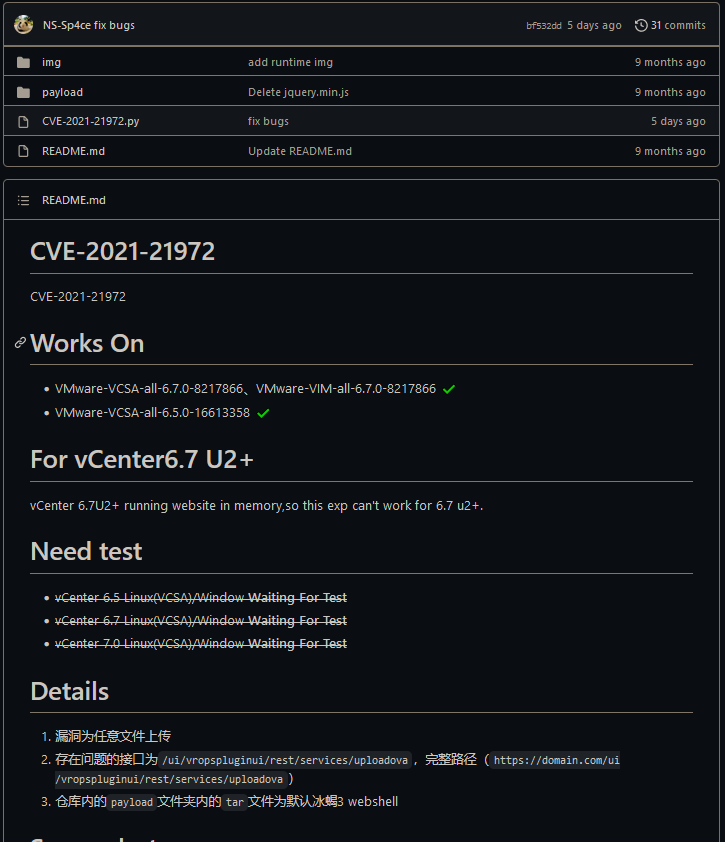 NS-Sp4ce fix bugs bf532dd 5 days ago 31 commits
img add runtime img 9 months ago
payload Delete jquery.min.js 9 months ago
CVE-2021-21972.py fix bugs 5 days ago
README.md Update README.md 9 months ago
README.md
CVE-2021-21972
CVE-2021-21972
Works On
VMware-VCSA-all-6.7.0-8217866、VMware-VIM-all-6.7.0-8217866 ✓
VMware-VCSA-all-6.5.0-16613358 ✓
For vCenter6.7 U2+
vCenter 6.7U2+ running website in memory,so this exp can't work for 6.7 u2+.
Need test
vCenter 6.5 Linux(VCSA)/Window Waiting For Test
vCenter 6.7 Linux(VCSA)/Window Waiting For Test
vCenter 7.0 Linux(VCSA)/Window Waiting For Test
Details
1. 漏洞为任意文件上传
2. 存在问题的接口为 /ui/vropspluginui/rest/services/uploadova ，完整路径（ https://domain.com/ui
/vropspluginui/rest/services/uploadova ）
3. 仓库内的 payload 文件夹内的 tar 文件为默认冰蝎3 webshell